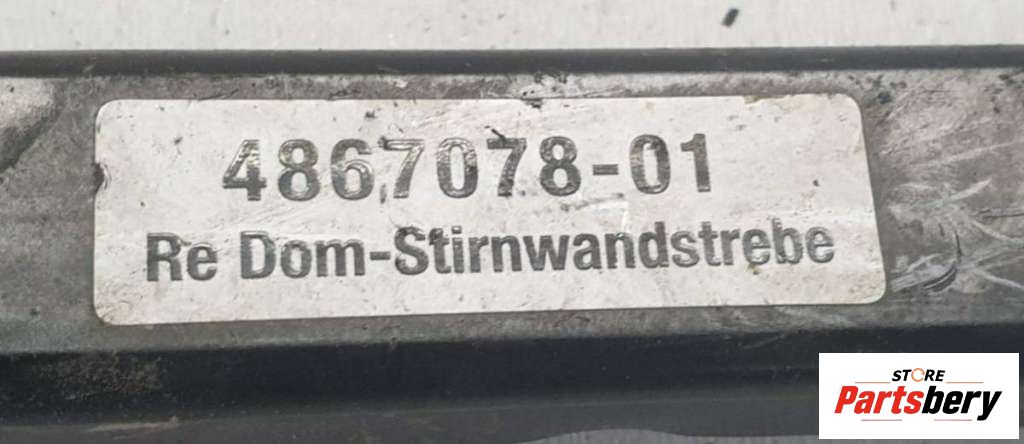 4867078-01
Re Dom-Stirnwandstrebe
STORE
Partsbery